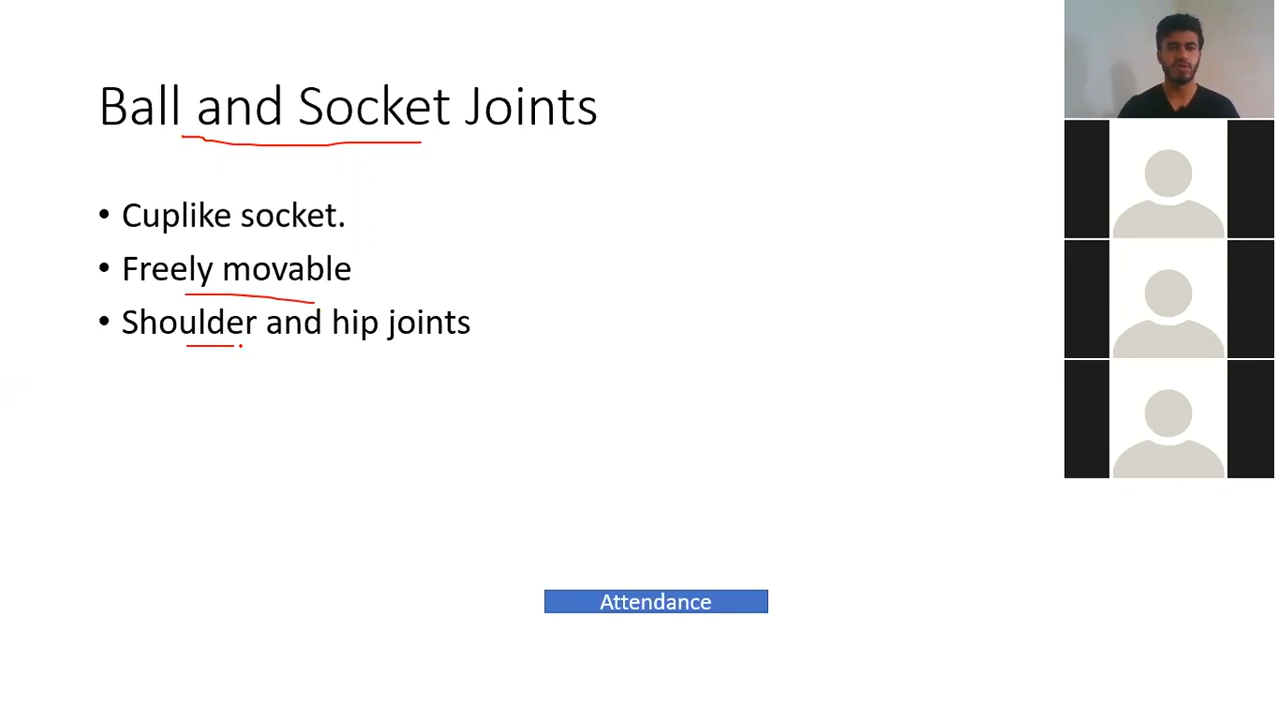 Ball and Socket Joints
• Cuplike socket.
• Freely movable
• Shoulder and hip joints
Attendance